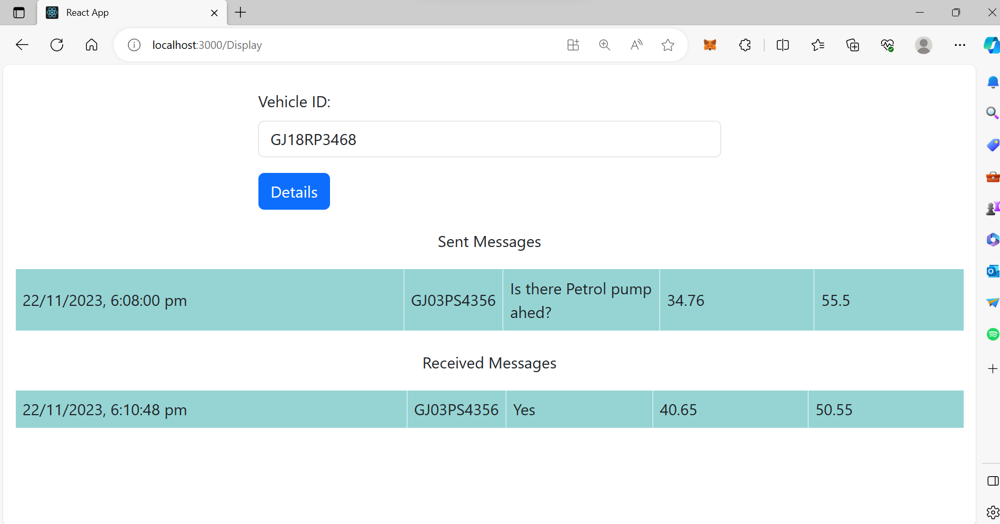 React App
localhost:3000/Display
Vehicle ID:
GJ18RP3468
Details
Sent Messages
22/11/2023, 6:08:00 pm GJ03PS4356 Is there Petrol pump 34.76 55.5
ahed?
Received Messages
22/11/2023, 6:10:48 pm GJ03PS4356 Yes 40.65 50.55